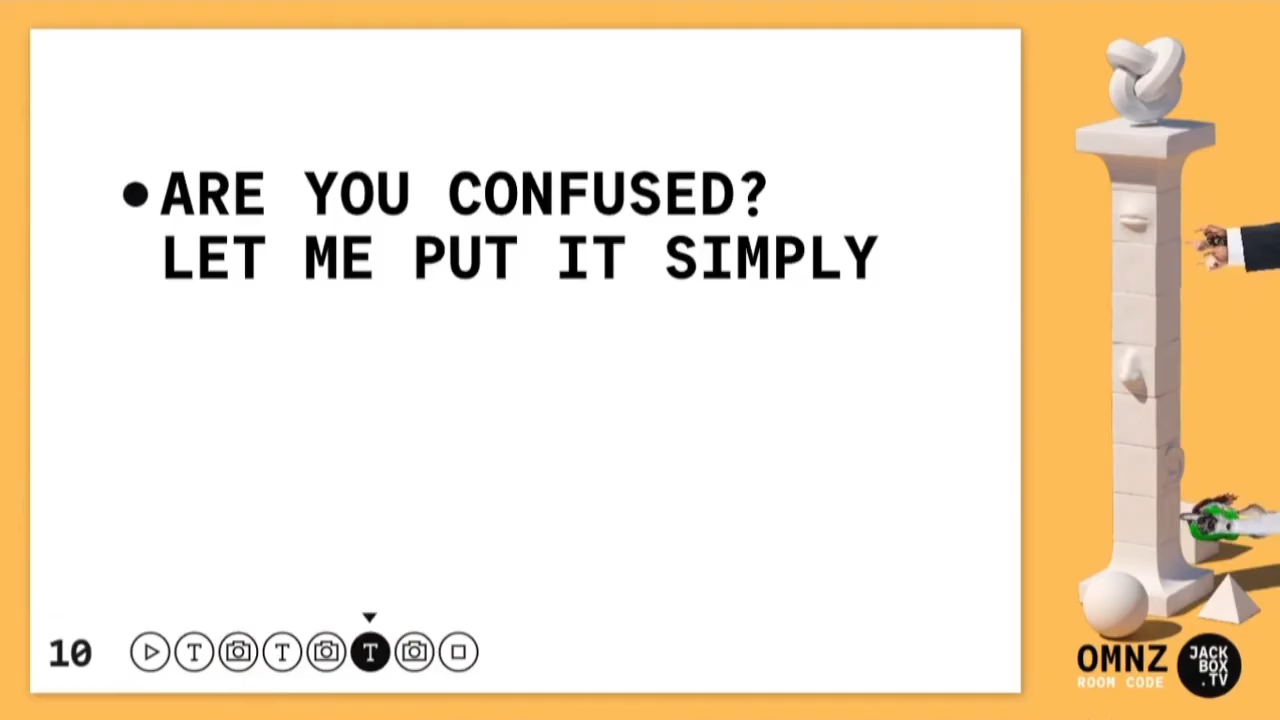 ARE YOU CONFUSED?
LET ME PUT IT SIMPLY
10
T
T
T
OMNZ
ROOM CODE
JACK
BOX
.TV